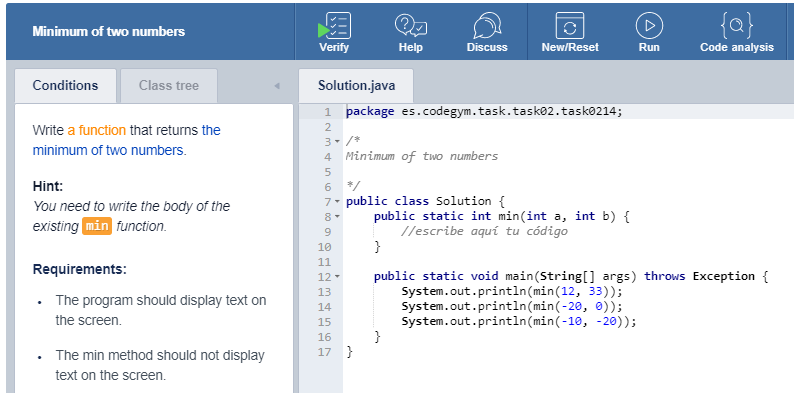 Minimum of two numbers
Verify
Help
Discuss
New/Reset
Run
Code analysis
Conditions
Class tree
Write a function that returns the
minimum of two numbers.
Hint:
You need to write the body of the
existing min function.
Requirements:
• The program should display text on
the screen.
• The min method should not display
text on the screen.
Solution.java
1 package es.codegym.task.task02.task0214;
2
3 /*
4 Minimum of two numbers
5
6 */
7 public class Solution {
8     public static int min(int a, int b) {
9         //escribe aquí tu código
10     }
11
12     public static void main(String[] args) throws Exception {
13         System.out.println(min(12, 33));
14         System.out.println(min(-20, 0));
15         System.out.println(min(-10, -20));
16     }
17 }